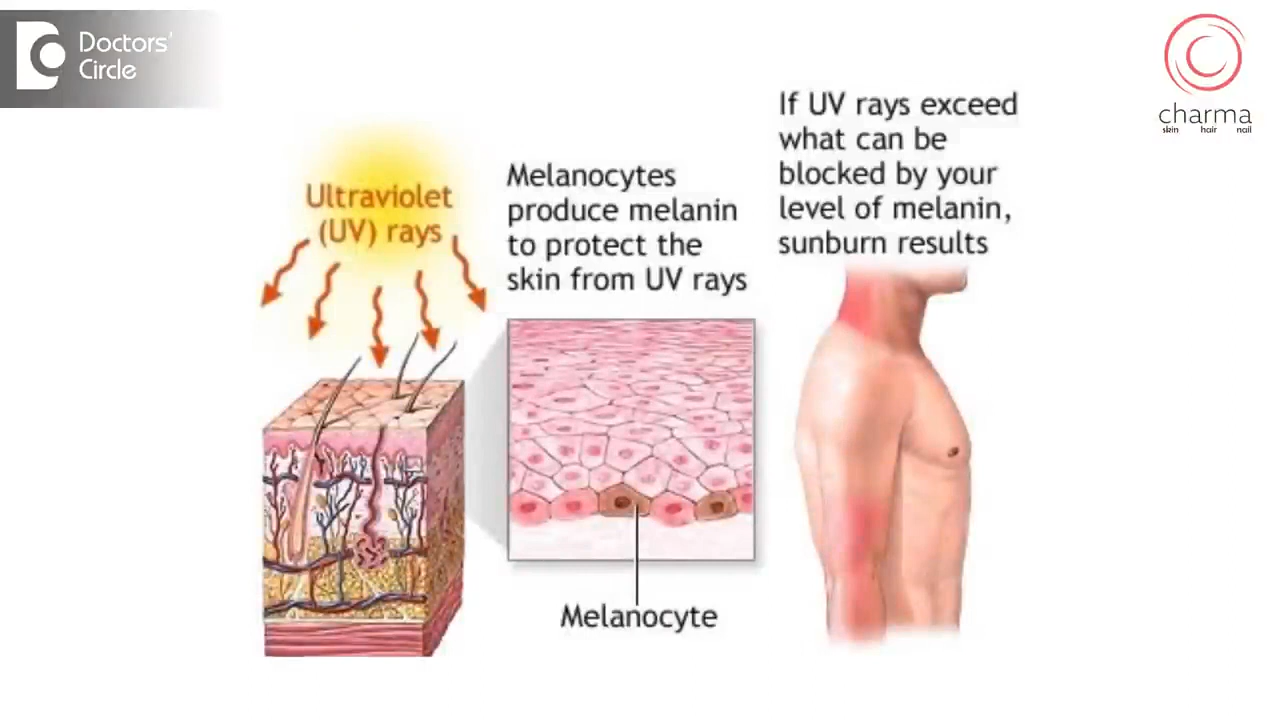 Doctors'
Circle
charma
skin hair nail
Ultraviolet
(UV) rays
Melanocytes
produce melanin
to protect the
skin from UV rays
If UV rays exceed
what can be
blocked by your
level of melanin,
sunburn results
Melanocyte